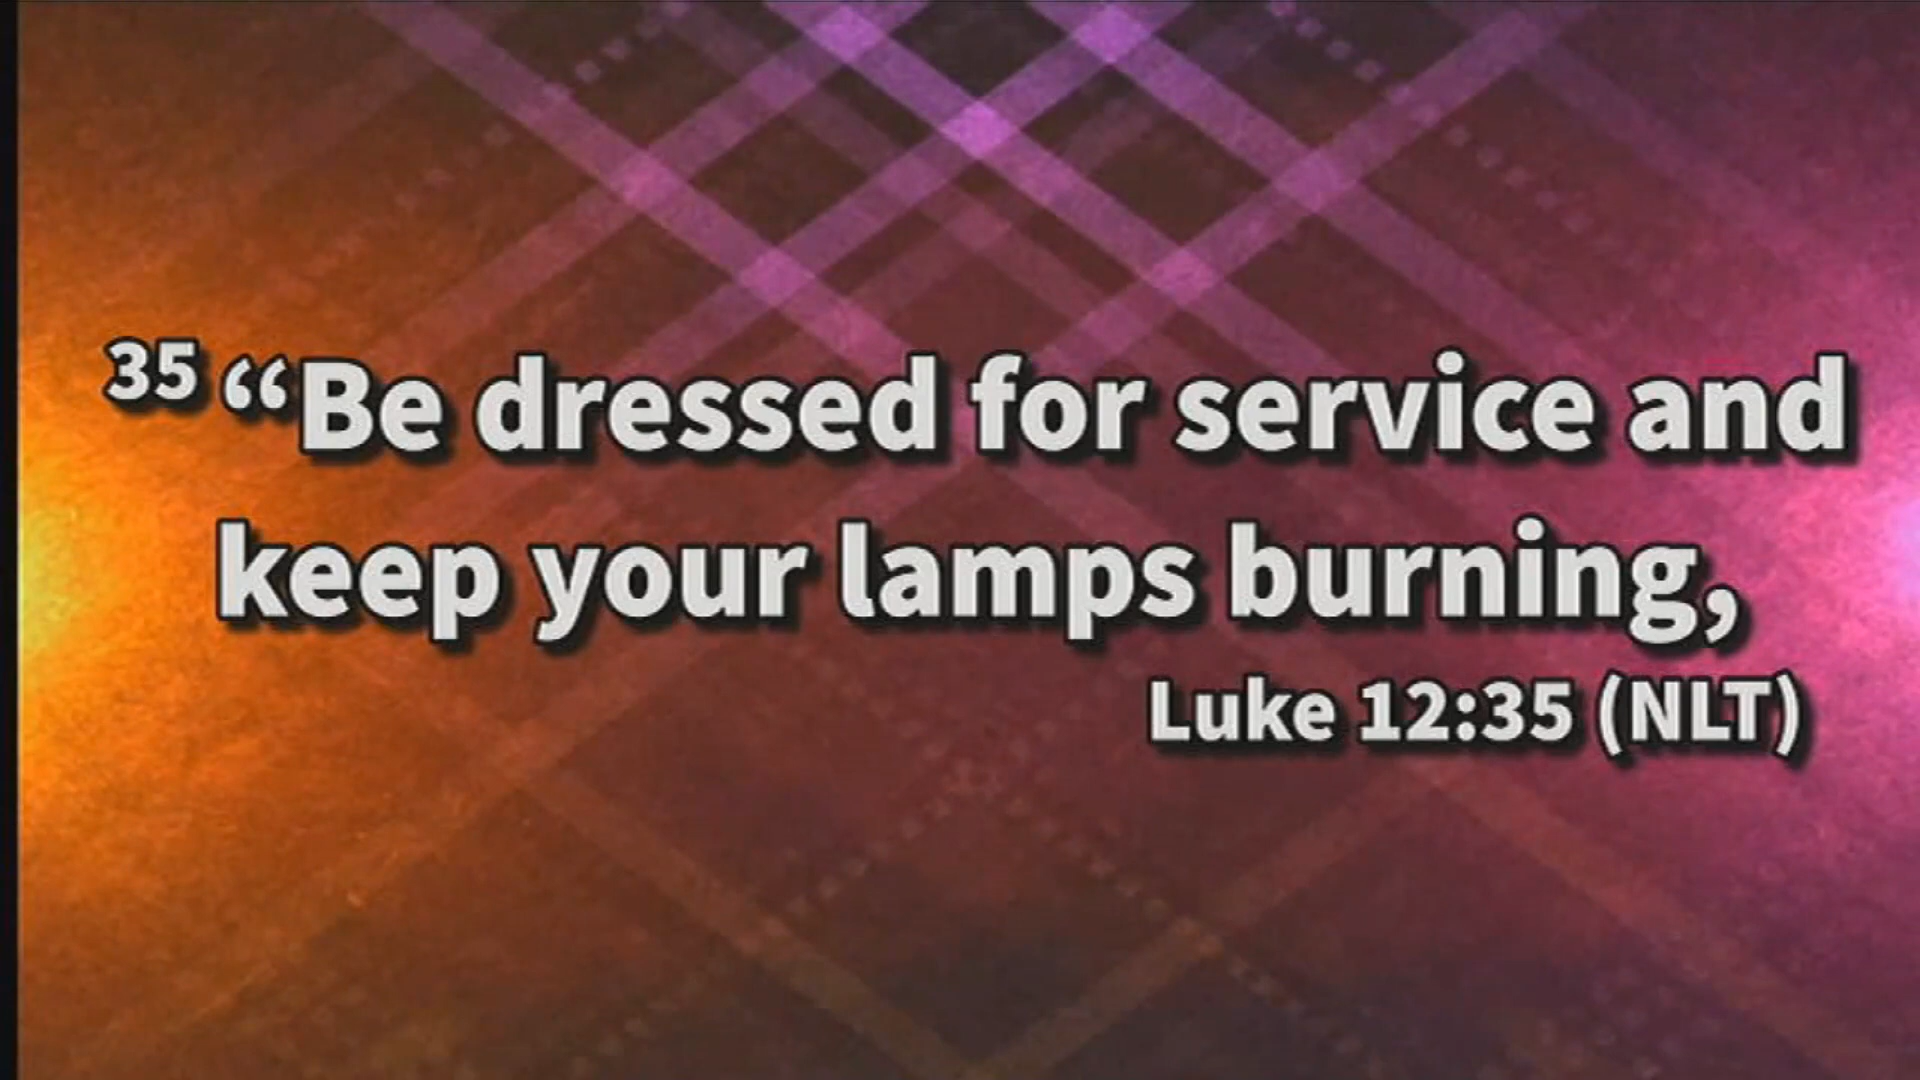 35 “Be dressed for service and
keep your lamps burning,
Luke 12:35 (NLT)